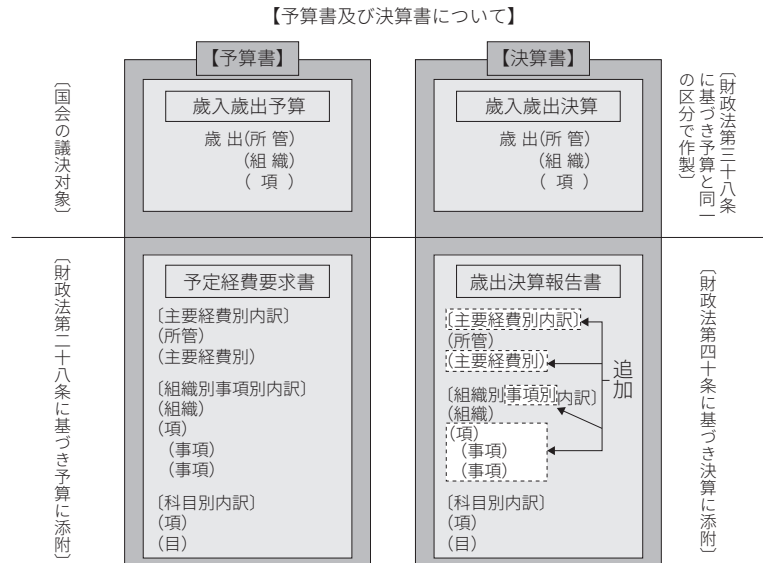 【予算書及び決算書について】
【予算書】
〔国会の議決対象〕
歳入歳出予算
歳 出(所 管)
(組 織)
( 項 )
〔財政法第二十八条に基づき予算に添附〕
予定経費要求書
〔主要経費別内訳〕
(所管)
(主要経費別)
〔組織別事項別内訳〕
(組織)
(項)
(事項)
(事項)
〔科目別内訳〕
(項)
(目)
【決算書】
歳入歳出決算
歳 出(所 管)
(組 織)
( 項 )
〔財政法第三十八条
に基づき予算と同一
の区分で作製〕
歳出決算報告書
〔主要経費別内訳〕
(所管)
(主要経費別)
〔組織別事項別内訳〕
(組織)
(項)
(事項)
(事項)
〔科目別内訳〕
(項)
(目)
追加
〔財政法第四十条に基づき決算に添附〕